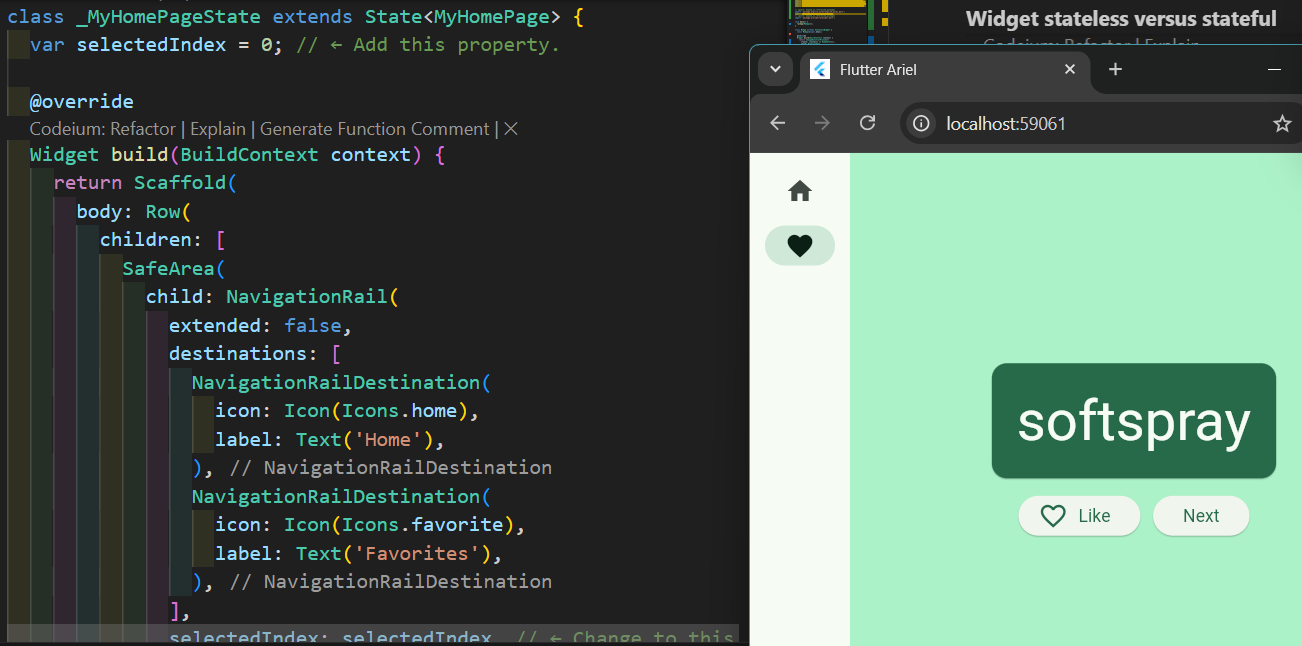 class _MyHomePageState extends State<MyHomePage> {
var selectedIndex = 0; // ← Add this property.
@override
Codeium: Refactor | Explain | Generate Function Comment | ×
Widget build(BuildContext context) {
return Scaffold(
body: Row(
children: [
SafeArea(
child: NavigationRail(
extended: false,
destinations: [
NavigationRailDestination(
icon: Icon(Icons.home),
label: Text('Home'),
), // NavigationRailDestination
NavigationRailDestination(
icon: Icon(Icons.favorite),
label: Text('Favorites'),
), // NavigationRailDestination
],
selectedIndex: selectedIndex, // ← Change to this
Widget stateless versus stateful
Codeium: Refactor | Explain
Flutter Ariel
localhost:59061
softspray
Like
Next